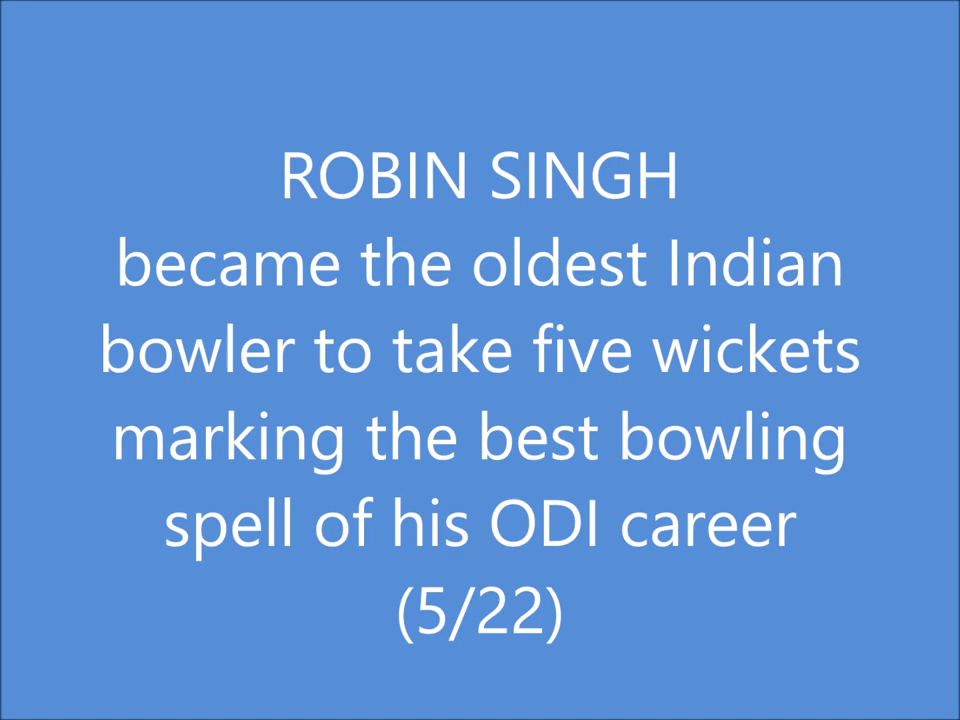 ROBIN SINGH
became the oldest Indian
bowler to take five wickets
marking the best bowling
spell of his ODI career
(5/22)